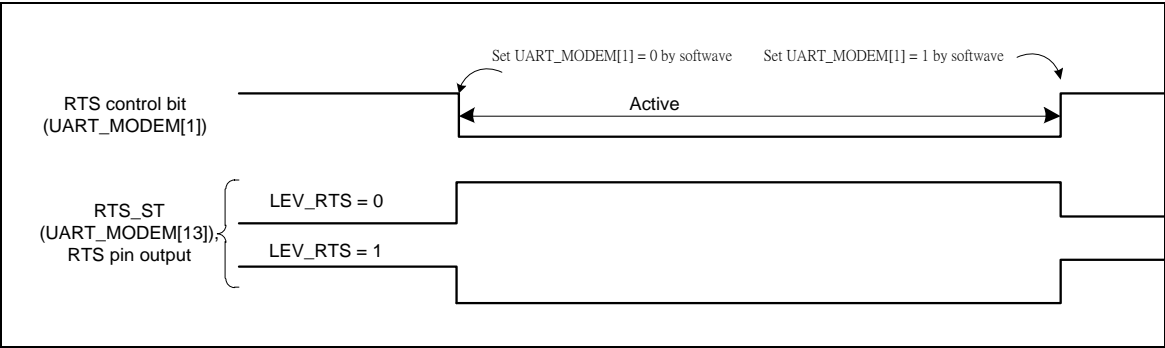 Set UART_MODEM[1] = 0 by softwave
Set UART_MODEM[1] = 1 by softwave
RTS control bit
(UART_MODEM[1])
Active
RTS_ST
(UART_MODEM[13]),
RTS pin output
LEV_RTS = 0
LEV_RTS = 1